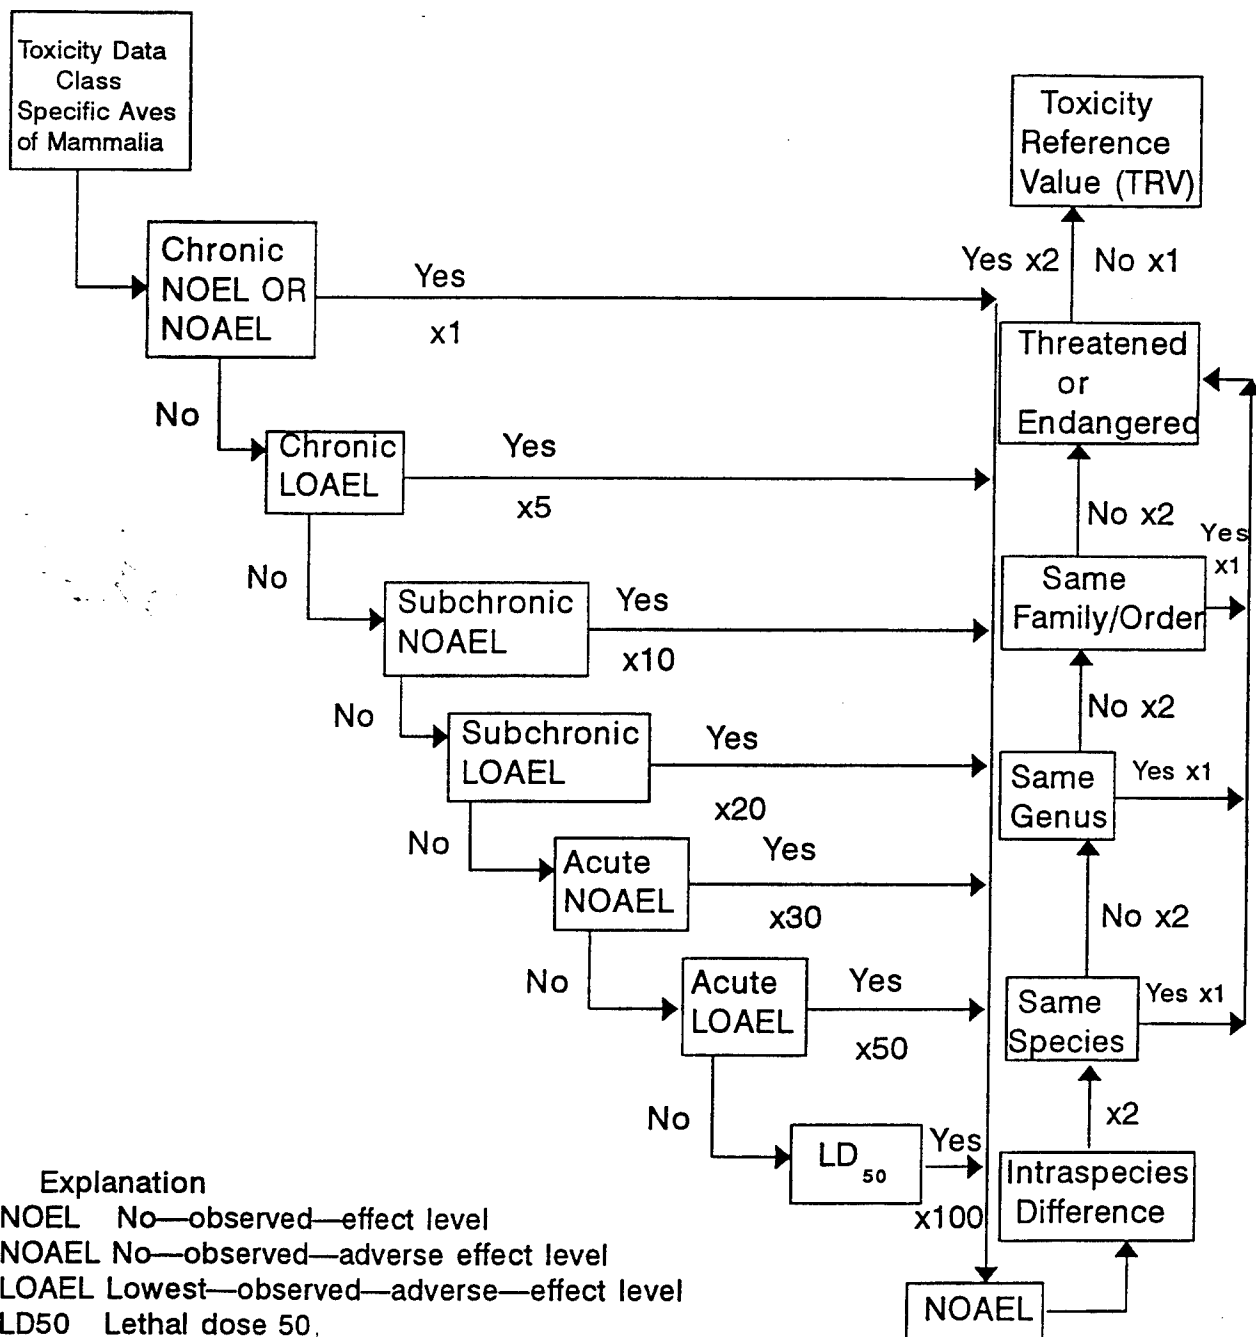 Toxicity Data
Class
Specific Aves
of Mammalia
Chronic
NOEL OR
NOAEL
Yes
x1
No
Chronic
LOAEL
Yes
x5
No
Subchronic
NOAEL
Yes
x10
No
Subchronic
LOAEL
Yes
x20
No
Acute
NOAEL
Yes
x30
No
Acute
LOAEL
Yes
x50
No
LD50
Yes
x100
NOAEL
Intraspecies
Difference
x2
Same
Species
Yes x1
No x2
Same
Genus
Yes x1
No x2
Same
Family/Order
Yes
x1
No x2
Threatened
or
Endangered
Yes x2
No x1
Toxicity
Reference
Value (TRV)
Explanation
NOEL No—observed—effect level
NOAEL No—observed—adverse effect level
LOAEL Lowest—observed—adverse—effect level
LD50 Lethal dose 50.